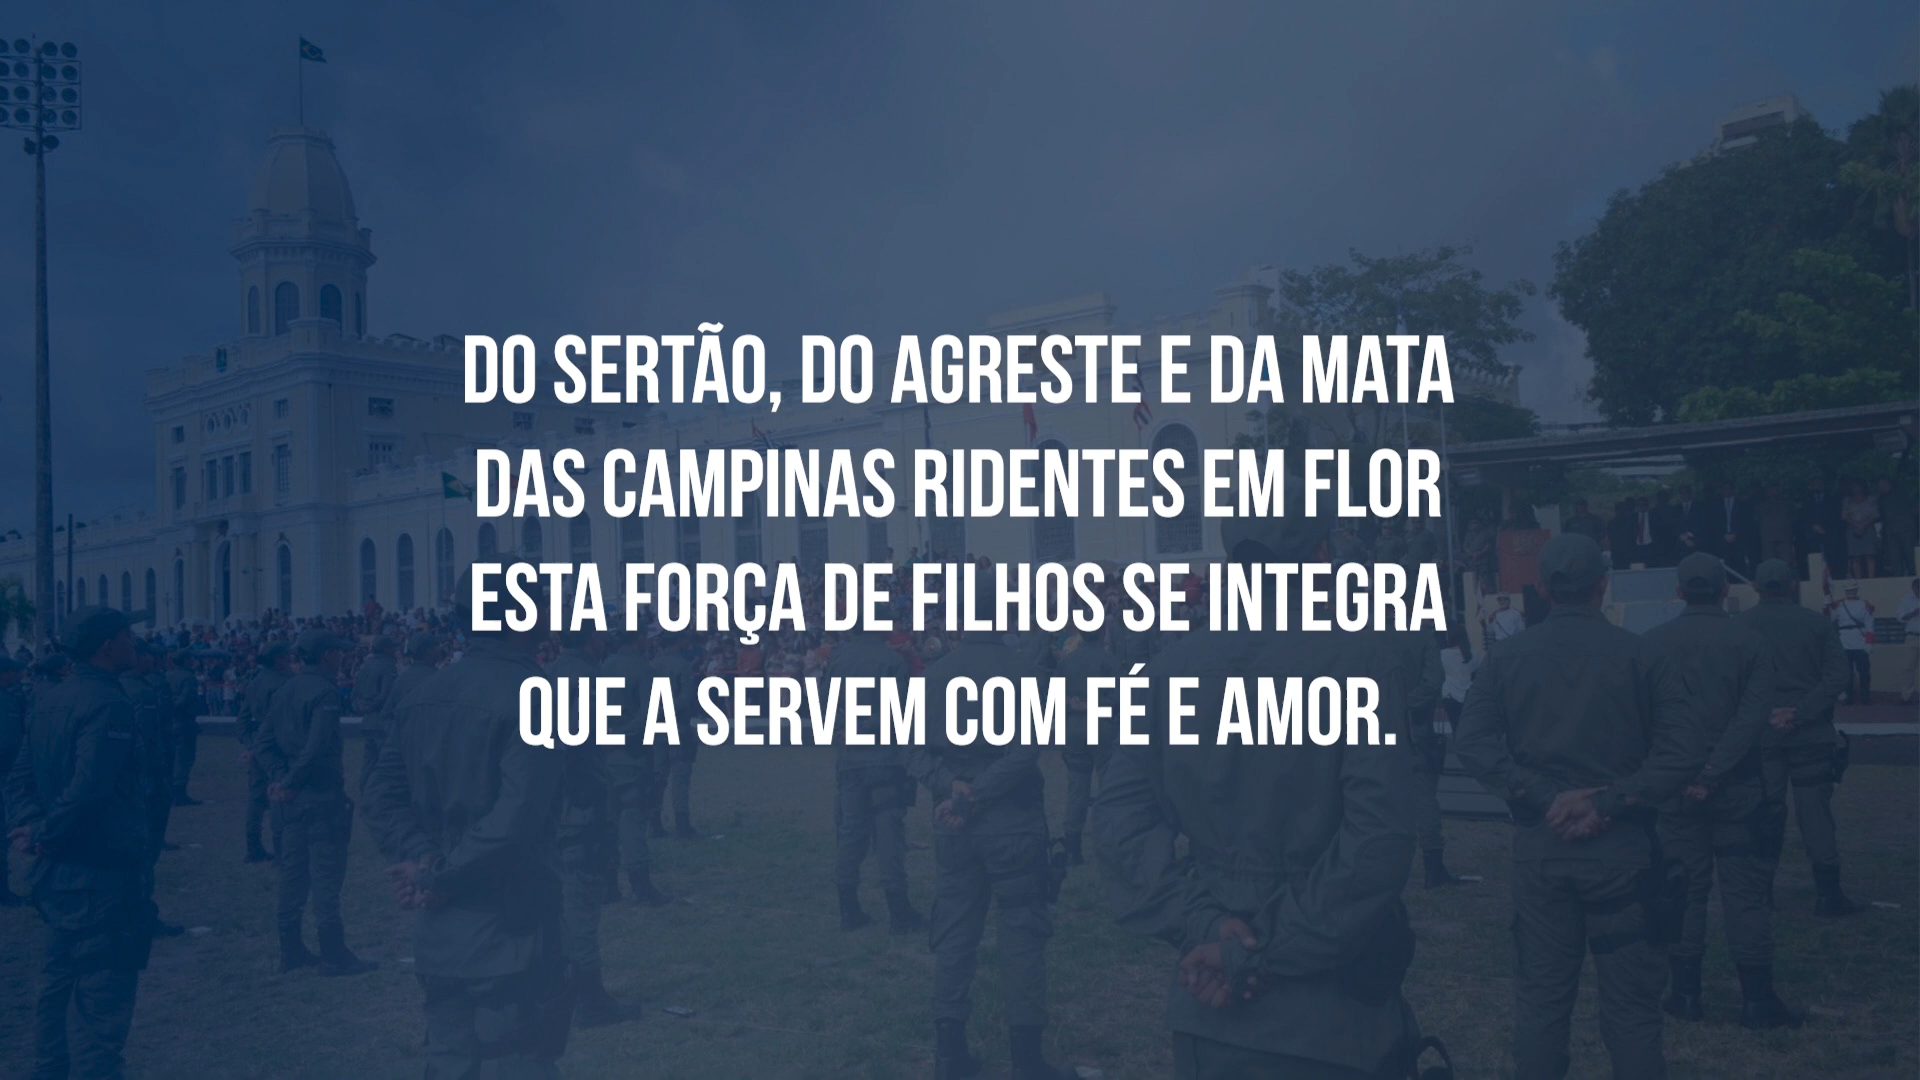 DO SERTÃO, DO AGRESTE E DA MATA
DAS CAMPINAS RIDENTES EM FLOR
ESTA FORÇA DE FILHOS SE INTEGRA
QUE A SERVEM COM FÉ E AMOR.